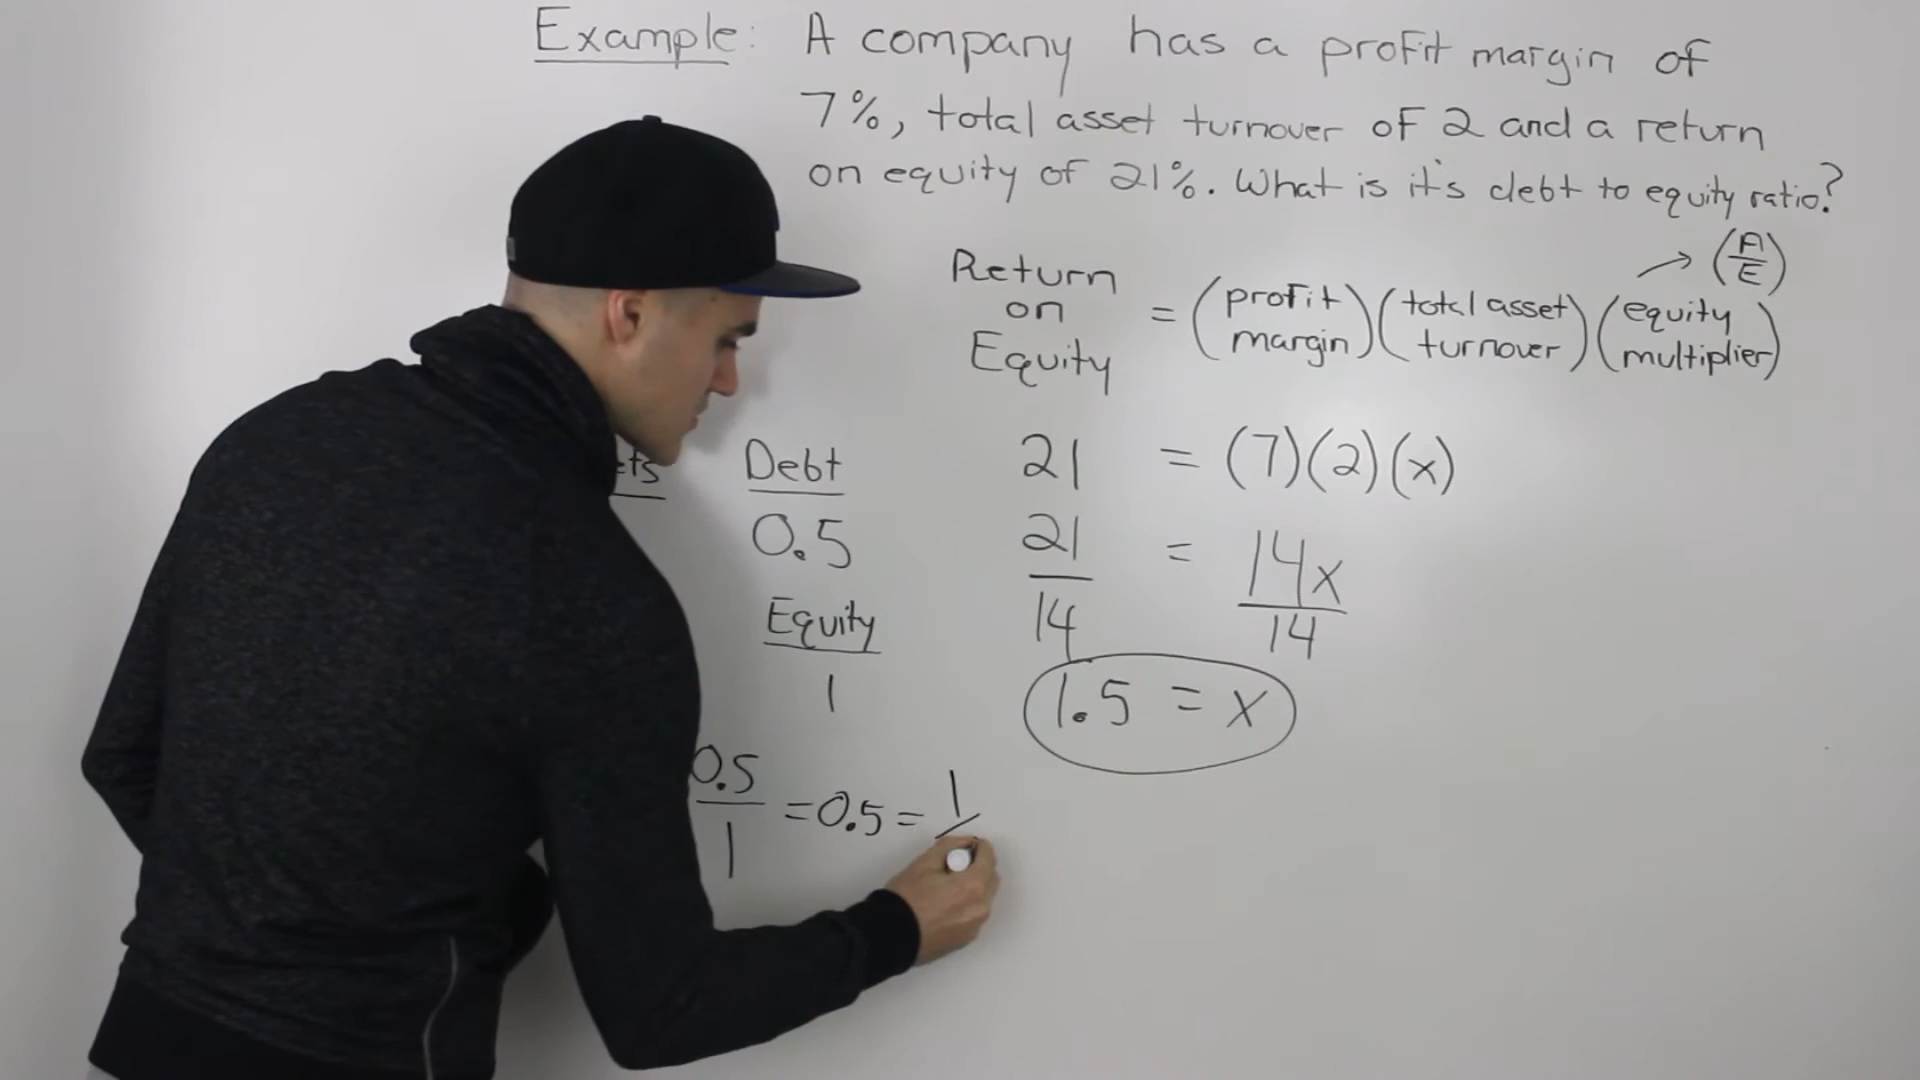 Example: A company has a profit margin of
7%, total asset turnover of 2 and a return
on equity of 21%. What is it's debt to equity ratio?
→ (A/E)
Return on Equity = (profit margin)(total asset turnover)(equity multiplier)
ets
Debt
0.5
Equity
1
21 = (7)(2)(x)
21/14 = 14x/14
1.5 = x
0.5/1 = 0.5 = 1/